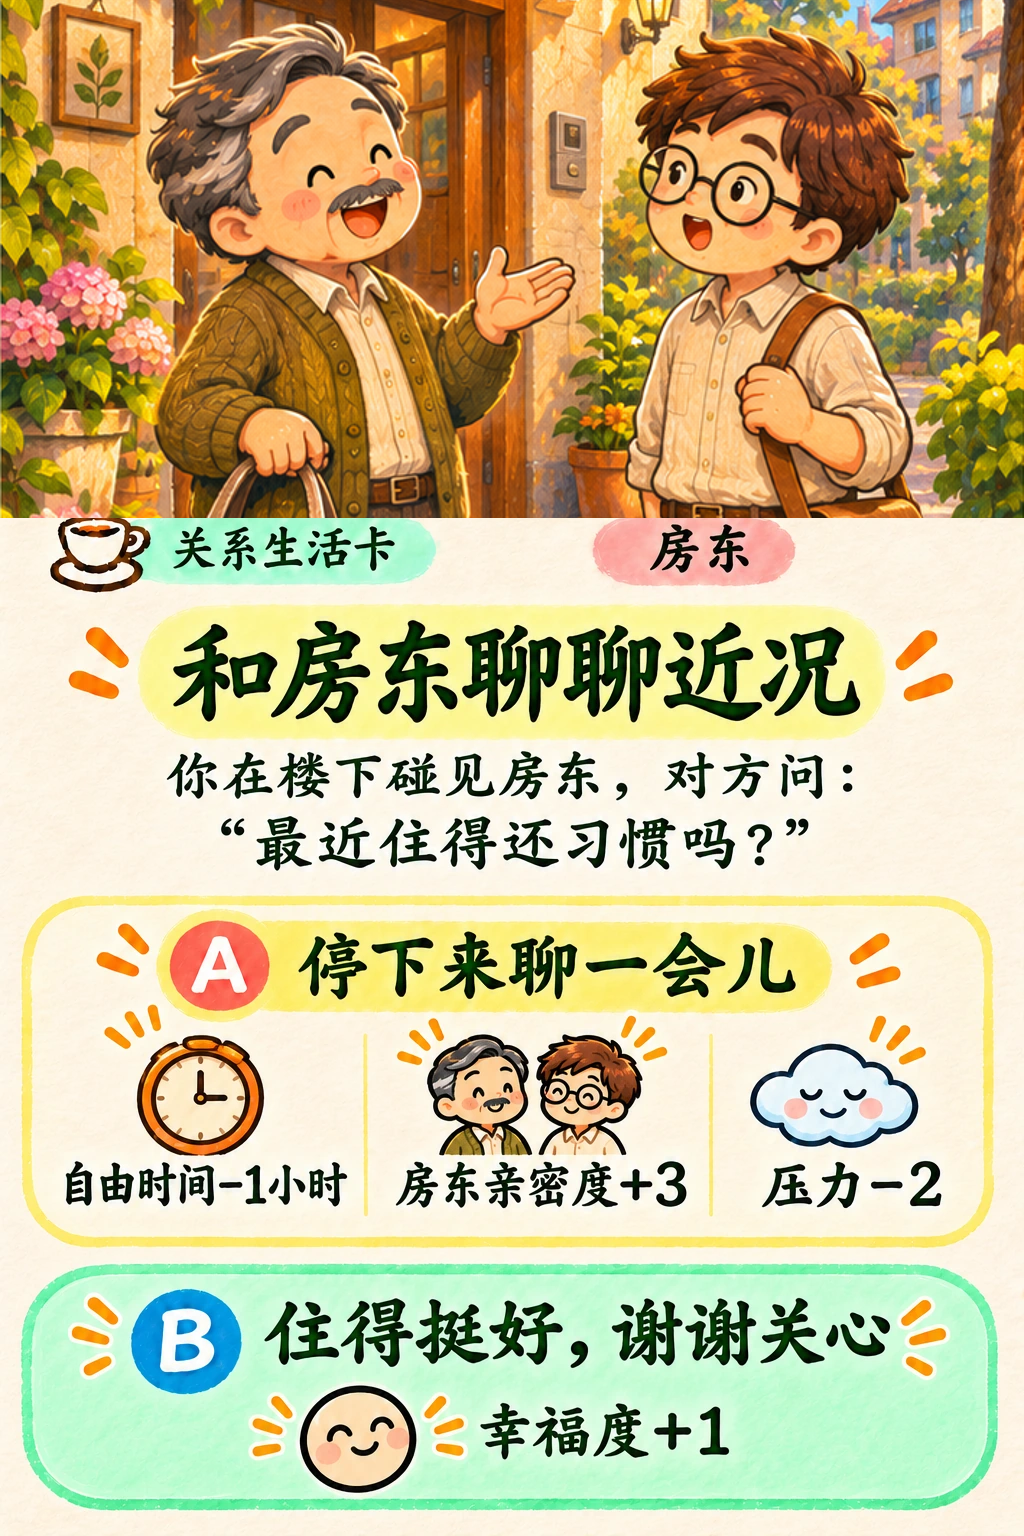 关系生活卡
房东
和房东聊聊近况
你在楼下碰见房东，对方问：
“最近住得还习惯吗？”
A 停下来聊一会儿
自由时间-1小时
房东亲密度+3
压力-2
B 住得挺好，谢谢关心
幸福度+1